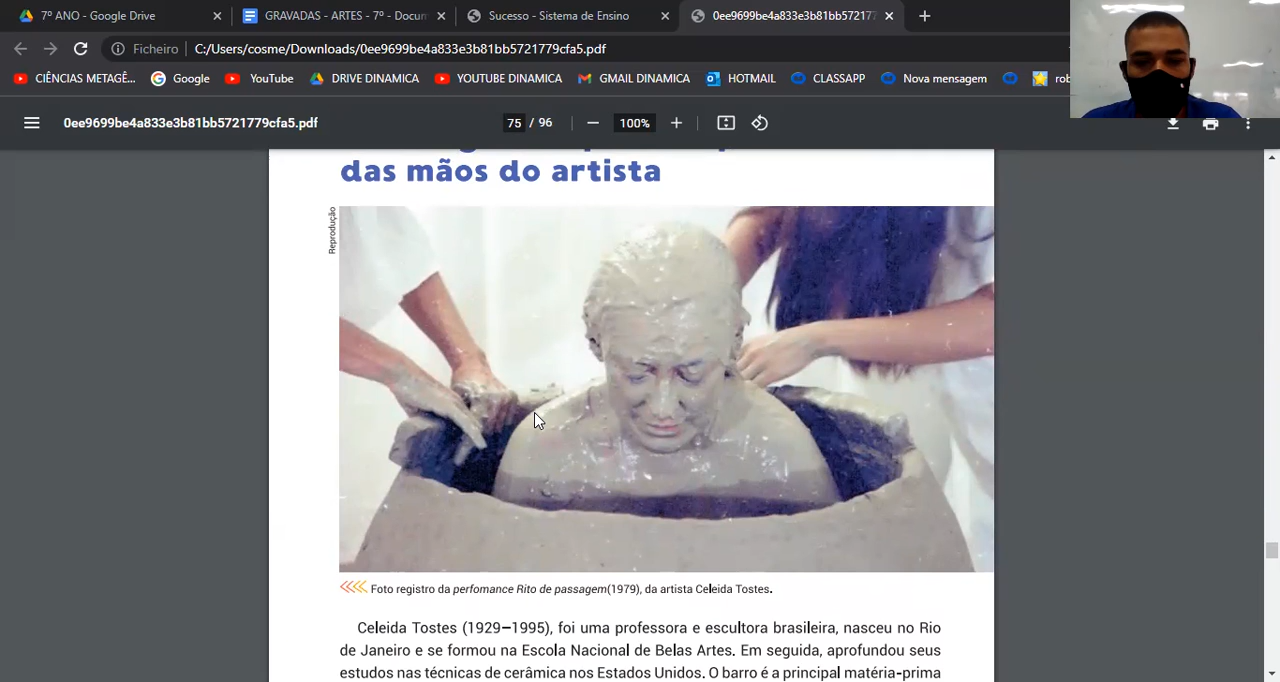 7º ANO - Google Drive
GRAVADAS - ARTES - 7º - Docum
Sucesso - Sistema de Ensino
0ee9699be4a833e3b81bb57217
Ficheiro
C:/Users/cosme/Downloads/0ee9699be4a833e3b81bb5721779cfa5.pdf
CIÊNCIAS METAGÊ...
Google
YouTube
DRIVE DINAMICA
YOUTUBE DINAMICA
GMAIL DINAMICA
HOTMAIL
CLASSAPP
Nova mensagem
rob
0ee9699be4a833e3b81bb5721779cfa5.pdf
75 / 96
100%
das mãos do artista
Reprodução
Foto registro da perfomance Rito de passagem(1979), da artista Celeida Tostes.
Celeida Tostes (1929–1995), foi uma professora e escultora brasileira, nasceu no Rio
de Janeiro e se formou na Escola Nacional de Belas Artes. Em seguida, aprofundou seus
estudos nas técnicas de cerâmica nos Estados Unidos. O barro é a principal matéria-prima